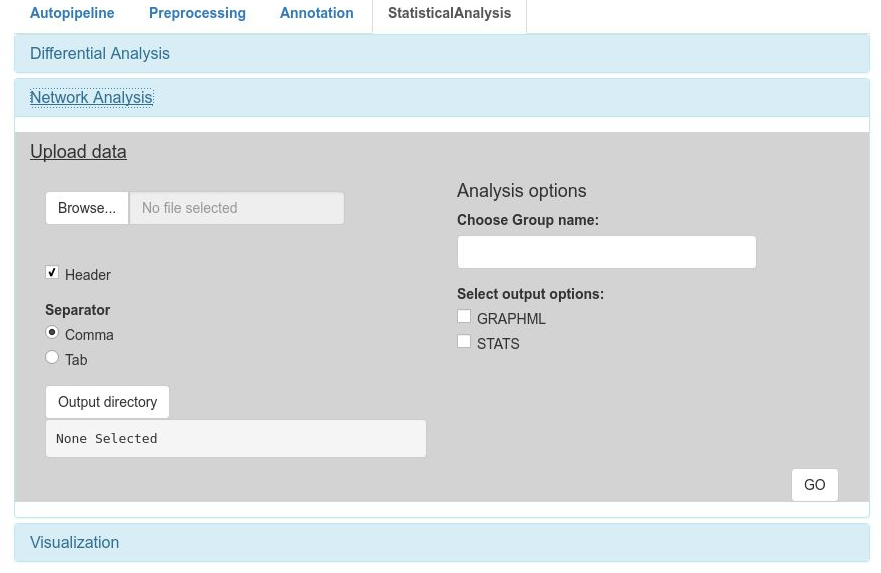 Autopipeline Preprocessing Annotation StatisticalAnalysis
Differential Analysis
Network Analysis
Upload data
Browse... No file selected
Header
Separator
Comma
Tab
Output directory
None Selected
Analysis options
Choose Group name:
Select output options:
GRAPHML
STATS
GO
Visualization